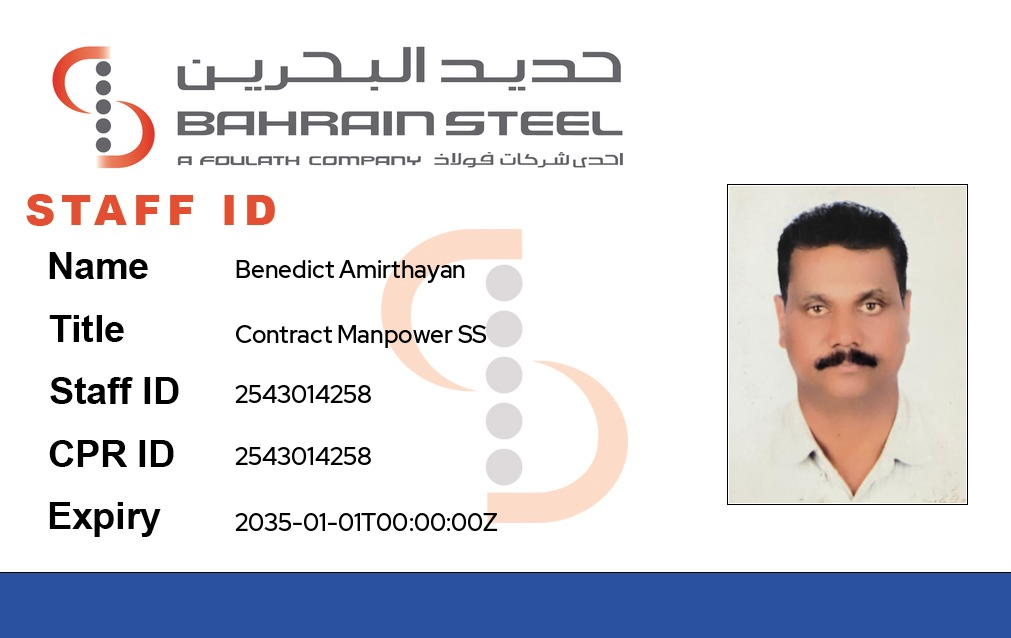 حديد البحرين
BAHRAIN STEEL
A FOULATH COMPANY احدى شركات فولاذ
STAFF ID
Name Benedict Amirthayan
Title Contract Manpower SS
Staff ID 2543014258
CPR ID 2543014258
Expiry 2035-01-01T00:00:00Z